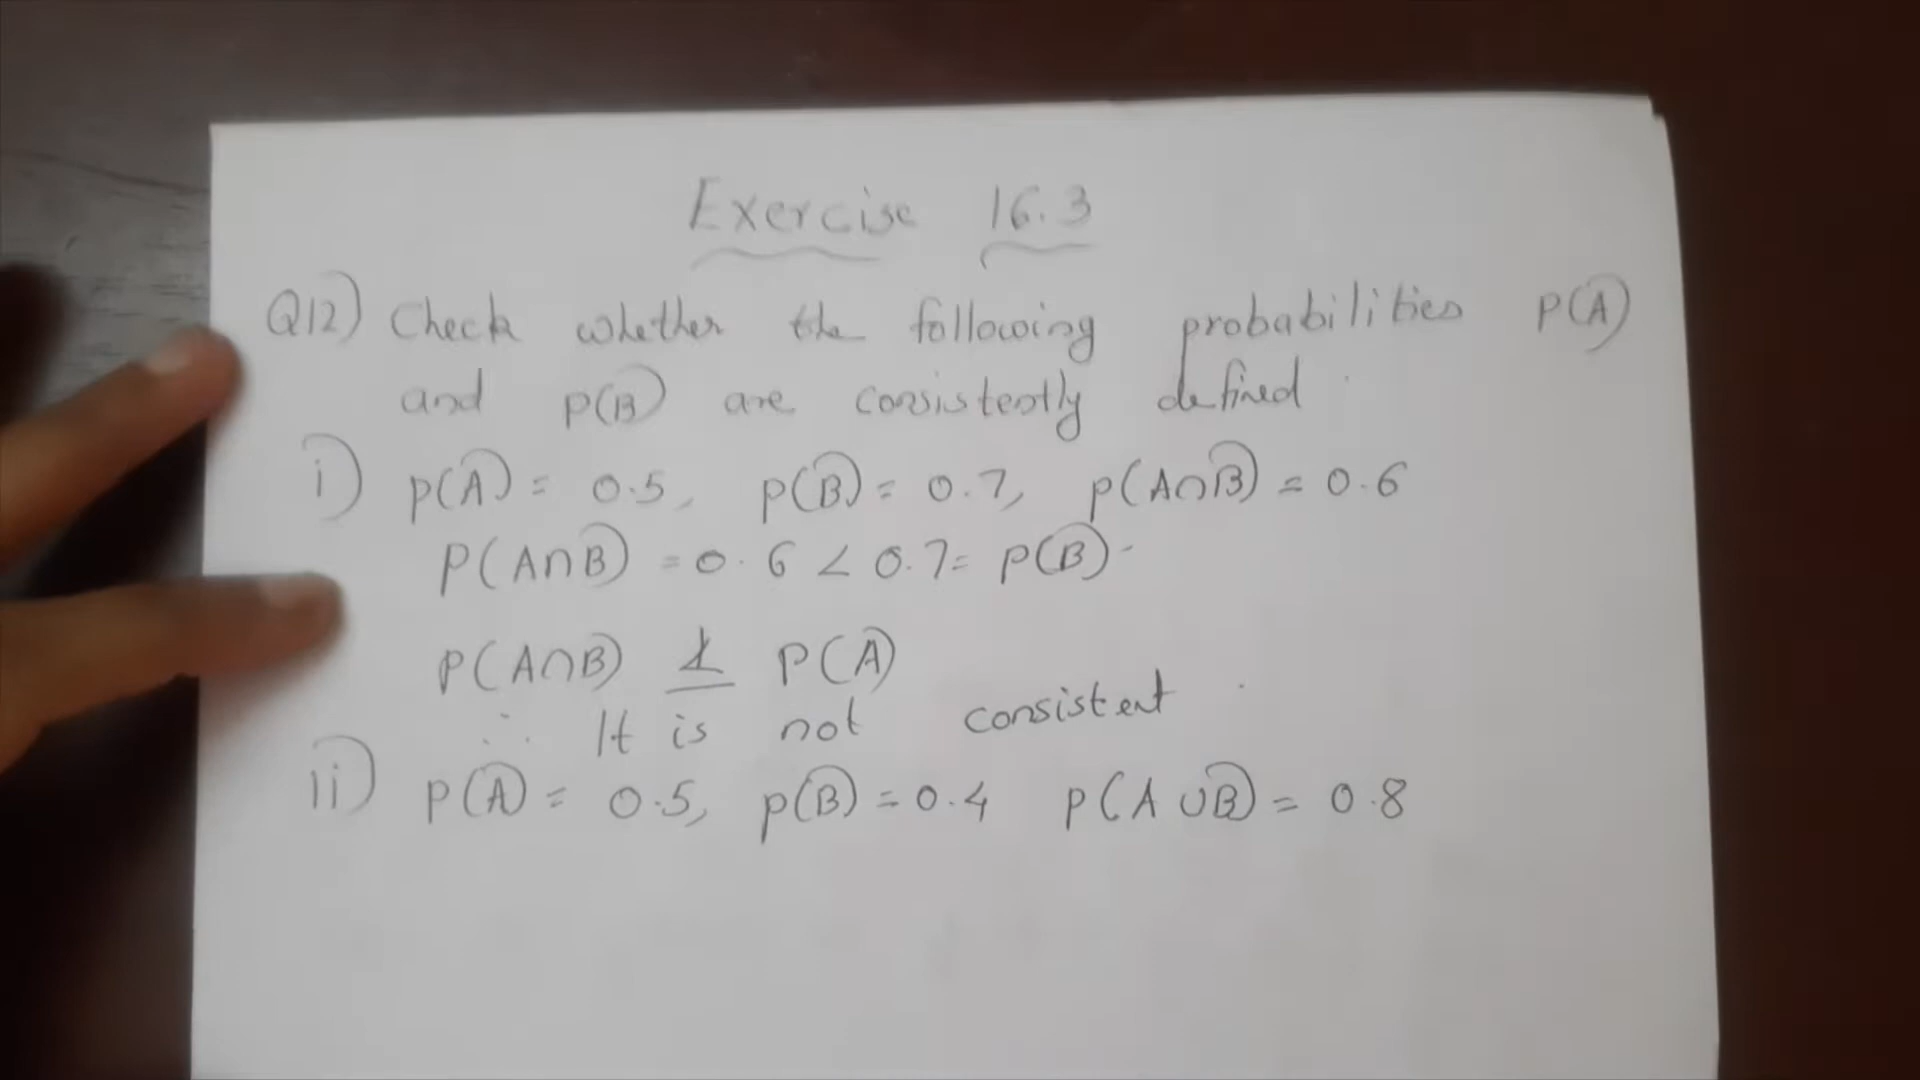 Exercise 16.3
Q12) Check whether the following probabilities P(A)
and P(B) are consistently defined.
i) P(A) = 0.5, P(B) = 0.7, P(A∩B) = 0.6
P(A∩B) = 0.6 < 0.7 = P(B).
P(A∩B) ≰ P(A)
∴ It is not consistent.
ii) P(A) = 0.5, P(B) = 0.4 P(A∪B) = 0.8